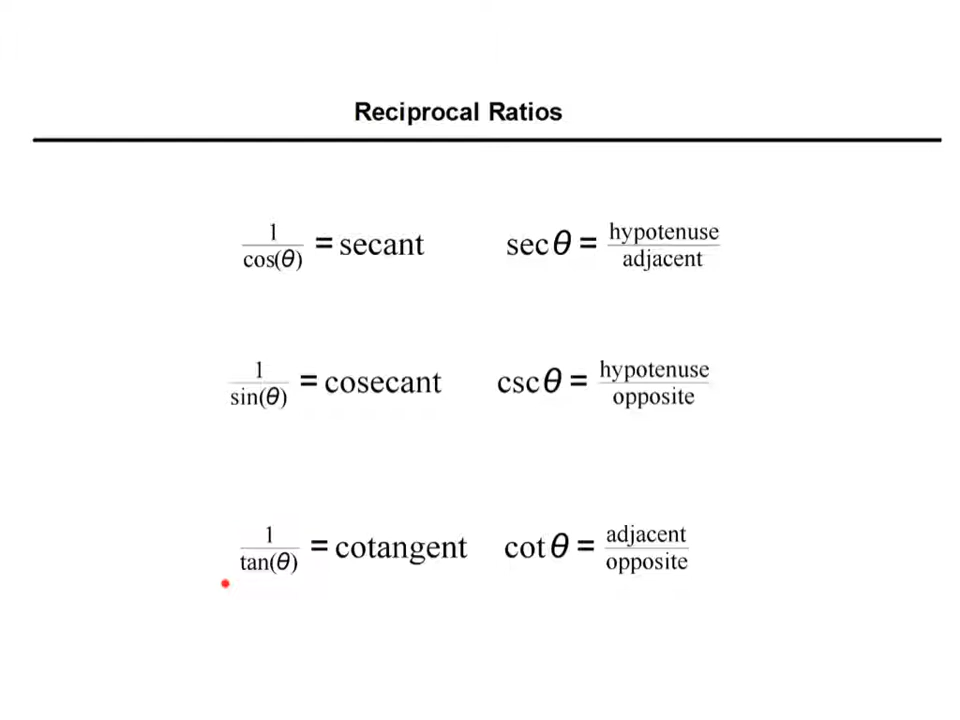 Reciprocal Ratios
1/cos(θ) = secant sec θ = hypotenuse/adjacent
1/sin(θ) = cosecant csc θ = hypotenuse/opposite
1/tan(θ) = cotangent cot θ = adjacent/opposite